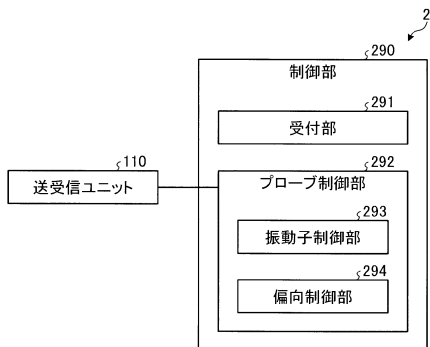 2
290
制御部
291
受付部
110
送受信ユニット
292
プローブ制御部
293
振動子制御部
294
偏向制御部